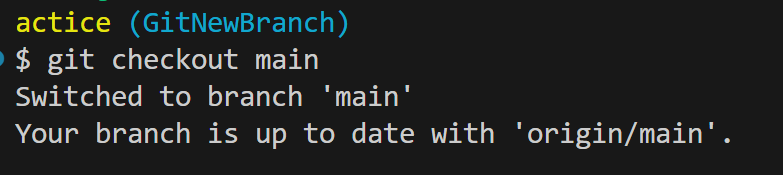 actice (GitNewBranch)
$ git checkout main
Switched to branch 'main'
Your branch is up to date with 'origin/main'.